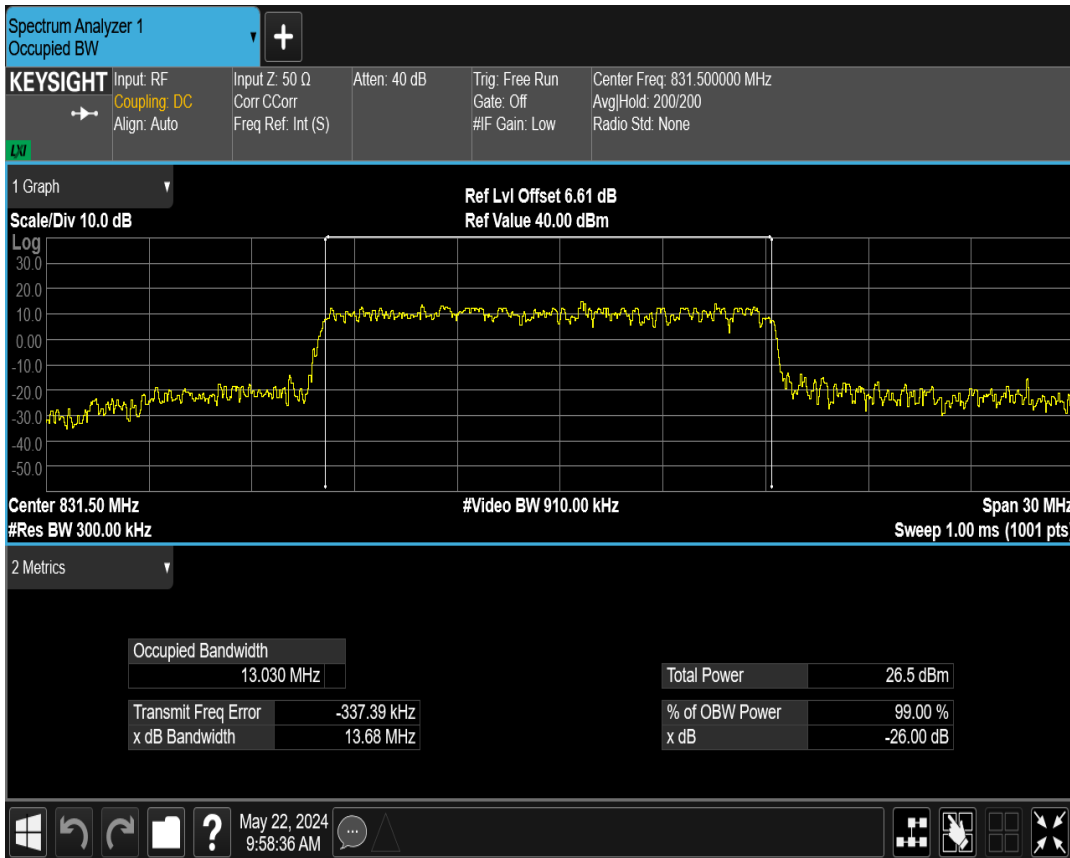 Spectrum Analyzer 1
Occupied BW
KEYSIGHT
LXI
Input: RF
Coupling: DC
Align: Auto
Input Z: 50 Ω
Corr CCorr
Freq Ref: Int (S)
Atten: 40 dB
Trig: Free Run
Gate: Off
#IF Gain: Low
Center Freq: 831.500000 MHz
Avg|Hold: 200/200
Radio Std: None
1 Graph
Scale/Div 10.0 dB
Ref Lvl Offset 6.61 dB
Ref Value 40.00 dBm
Log
30.0
20.0
10.0
0.00
-10.0
-20.0
-30.0
-40.0
-50.0
Center 831.50 MHz
#Video BW 910.00 kHz
Span 30 MHz
#Res BW 300.00 kHz
Sweep 1.00 ms (1001 pts)
2 Metrics
Occupied Bandwidth
13.030 MHz
Transmit Freq Error -337.39 kHz
x dB Bandwidth 13.68 MHz
Total Power 26.5 dBm
% of OBW Power 99.00 %
x dB -26.00 dB
?
May 22, 2024
9:58:36 AM